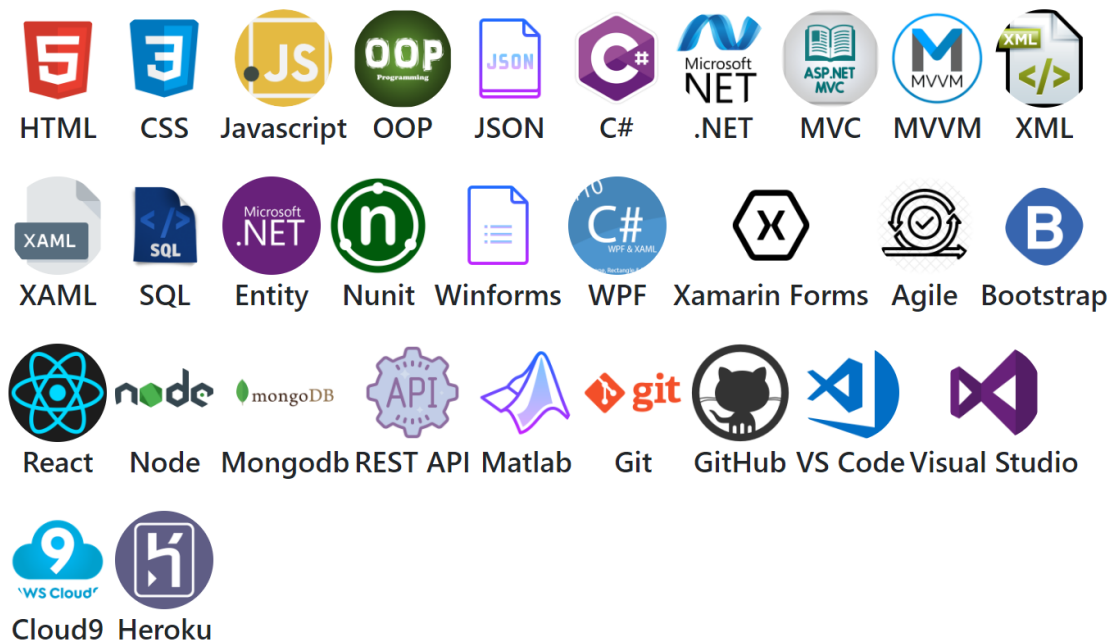 5 3 JS OOP Programming JSON C# Microsoft .NET ASP.NET MVC M MVVM XML </>
HTML CSS Javascript OOP JSON C# .NET MVC MVVM XML
XAML </> SQL Microsoft .NET n C# WPF & XAML X B
XAML SQL Entity Nunit Winforms WPF Xamarin Forms Agile Bootstrap
node mongoDB API git
React Node Mongodb REST API Matlab Git GitHub VS Code Visual Studio
9 WS Cloud
Cloud9 Heroku